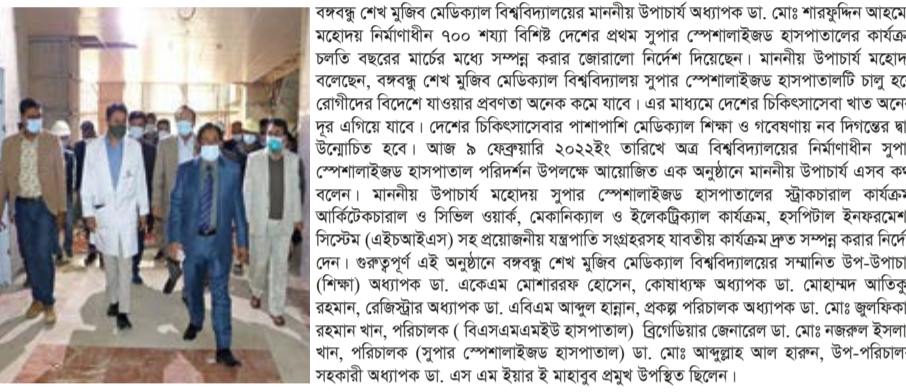 বঙ্গবন্ধু শেখ মুজিব মেডিক্যাল বিশ্ববিদ্যালয়ের মাননীয় উপাচার্য অধ্যাপক ডা. মোঃ শারফুদ্দিন আহমে
মহোদয় নির্মাণাধীন ৭০০ শয্যা বিশিষ্ট দেশের প্রথম সুপার স্পেশালাইজড হাসপাতালের কার্যক্র
চলতি বছরের মার্চের মধ্যে সম্পন্ন করার জোরালো নির্দেশ দিয়েছেন। মাননীয় উপাচার্য মহোদ
বলেছেন, বঙ্গবন্ধু শেখ মুজিব মেডিক্যাল বিশ্ববিদ্যালয় সুপার স্পেশালাইজড হাসপাতালটি চালু হ
রোগীদের বিদেশে যাওয়ার প্রবণতা অনেক কমে যাবে। এর মাধ্যমে দেশের চিকিৎসাসেবা খাত অনে
দূর এগিয়ে যাবে। দেশের চিকিৎসাসেবার পাশাপাশি মেডিক্যাল শিক্ষা ও গবেষণায় নব দিগন্তের দ্বা
উন্মোচিত হবে। আজ ৯ ফেব্রুয়ারি ২০২২ইং তারিখে অত্র বিশ্ববিদ্যালয়ের নির্মাণাধীন সুপা
স্পেশালাইজড হাসপাতাল পরিদর্শন উপলক্ষে আয়োজিত এক অনুষ্ঠানে মাননীয় উপাচার্য এসব কথ
বলেন। মাননীয় উপাচার্য মহোদয় সুপার স্পেশালাইজড হাসপাতালের স্ট্রাকচারাল কার্যক্রম
আর্কিটেকচারাল ও সিভিল ওয়ার্ক, মেকানিক্যাল ও ইলেকট্রিক্যাল কার্যক্রম, হসপিটাল ইনফরমেশ
সিস্টেম (এইচআইএস) সহ প্রয়োজনীয় যন্ত্রপাতি সংগ্রহরসহ যাবতীয় কার্যক্রম দ্রুত সম্পন্ন করার নির্দে
দেন। গুরুত্বপূর্ণ এই অনুষ্ঠানে বঙ্গবন্ধু শেখ মুজিব মেডিক্যাল বিশ্ববিদ্যালয়ের সম্মানিত উপ-উপাচা
(শিক্ষা) অধ্যাপক ডা. একেএম মোশাররফ হোসেন, কোষাধ্যক্ষ অধ্যাপক ডা. মোহাম্মদ আতিকু
রহমান, রেজিস্ট্রার অধ্যাপক ডা. এবিএম আব্দুল হান্নান, প্রকল্প পরিচালক অধ্যাপক ডা. মোঃ জুলফিকা
রহমান খান, পরিচালক ( বিএসএমএমইউ হাসপাতাল) ব্রিগেডিয়ার জেনারেল ডা. মোঃ নজরুল ইসলা
খান, পরিচালক (সুপার স্পেশালাইজড হাসপাতাল) ডা. মোঃ আব্দুল্লাহ আল হারুন, উপ-পরিচাল
সহকারী অধ্যাপক ডা. এস এম ইয়ার ই মাহাবুব প্রমুখ উপস্থিত ছিলেন।